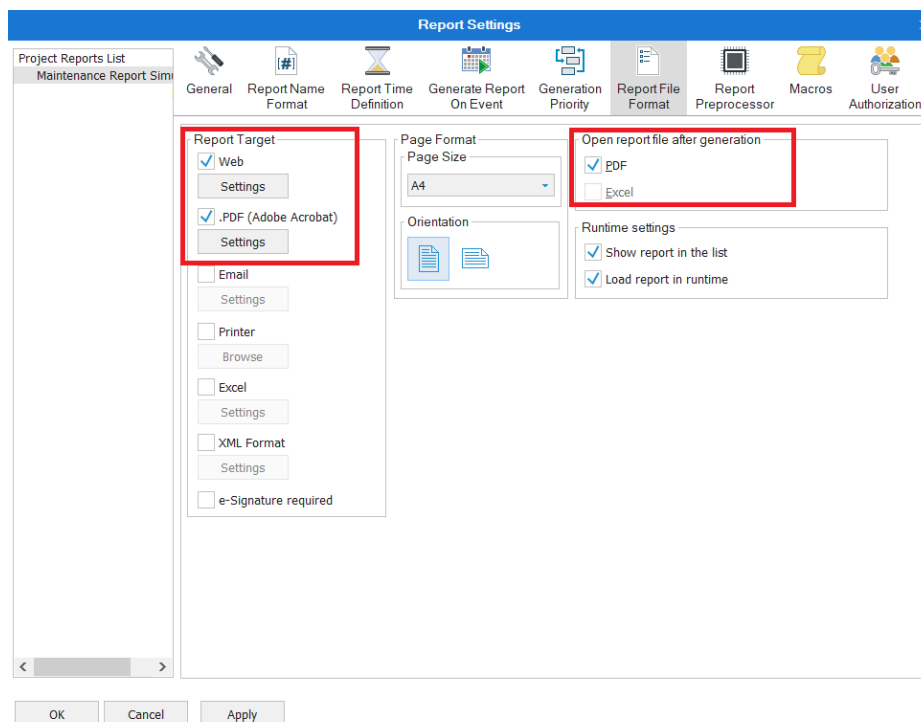 Report Settings
Project Reports List
Maintenance Report Simu
General
Report Name
Format
Report Time
Definition
Generate Report
On Event
Generation
Priority
Report File
Format
Report
Preprocessor
Macros
User
Authorization
Report Target
Web
Settings
.PDF (Adobe Acrobat)
Settings
Email
Settings
Printer
Browse
Excel
Settings
XML Format
Settings
e-Signature required
Page Format
Page Size
A4
Orientation
Open report file after generation
PDF
Excel
Runtime settings
Show report in the list
Load report in runtime
OK
Cancel
Apply